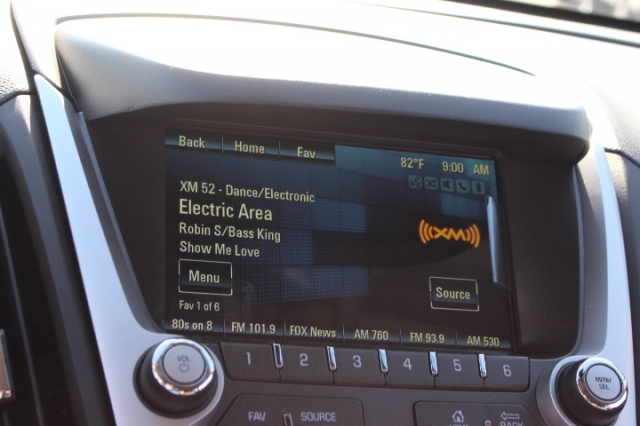 Back Home Fav
82°F 9:00 AM
XM 52 - Dance/Electronic
Electric Area
Robin S/Bass King
((XM))
Show Me Love
Menu
Source
Fav 1 of 6
80s on 8 FM 101.9 FOX News AM 760 FM 93.9 AM 530
VOL
1 2 3 4 5 6
MENU
SEL
FAV SOURCE
BACK